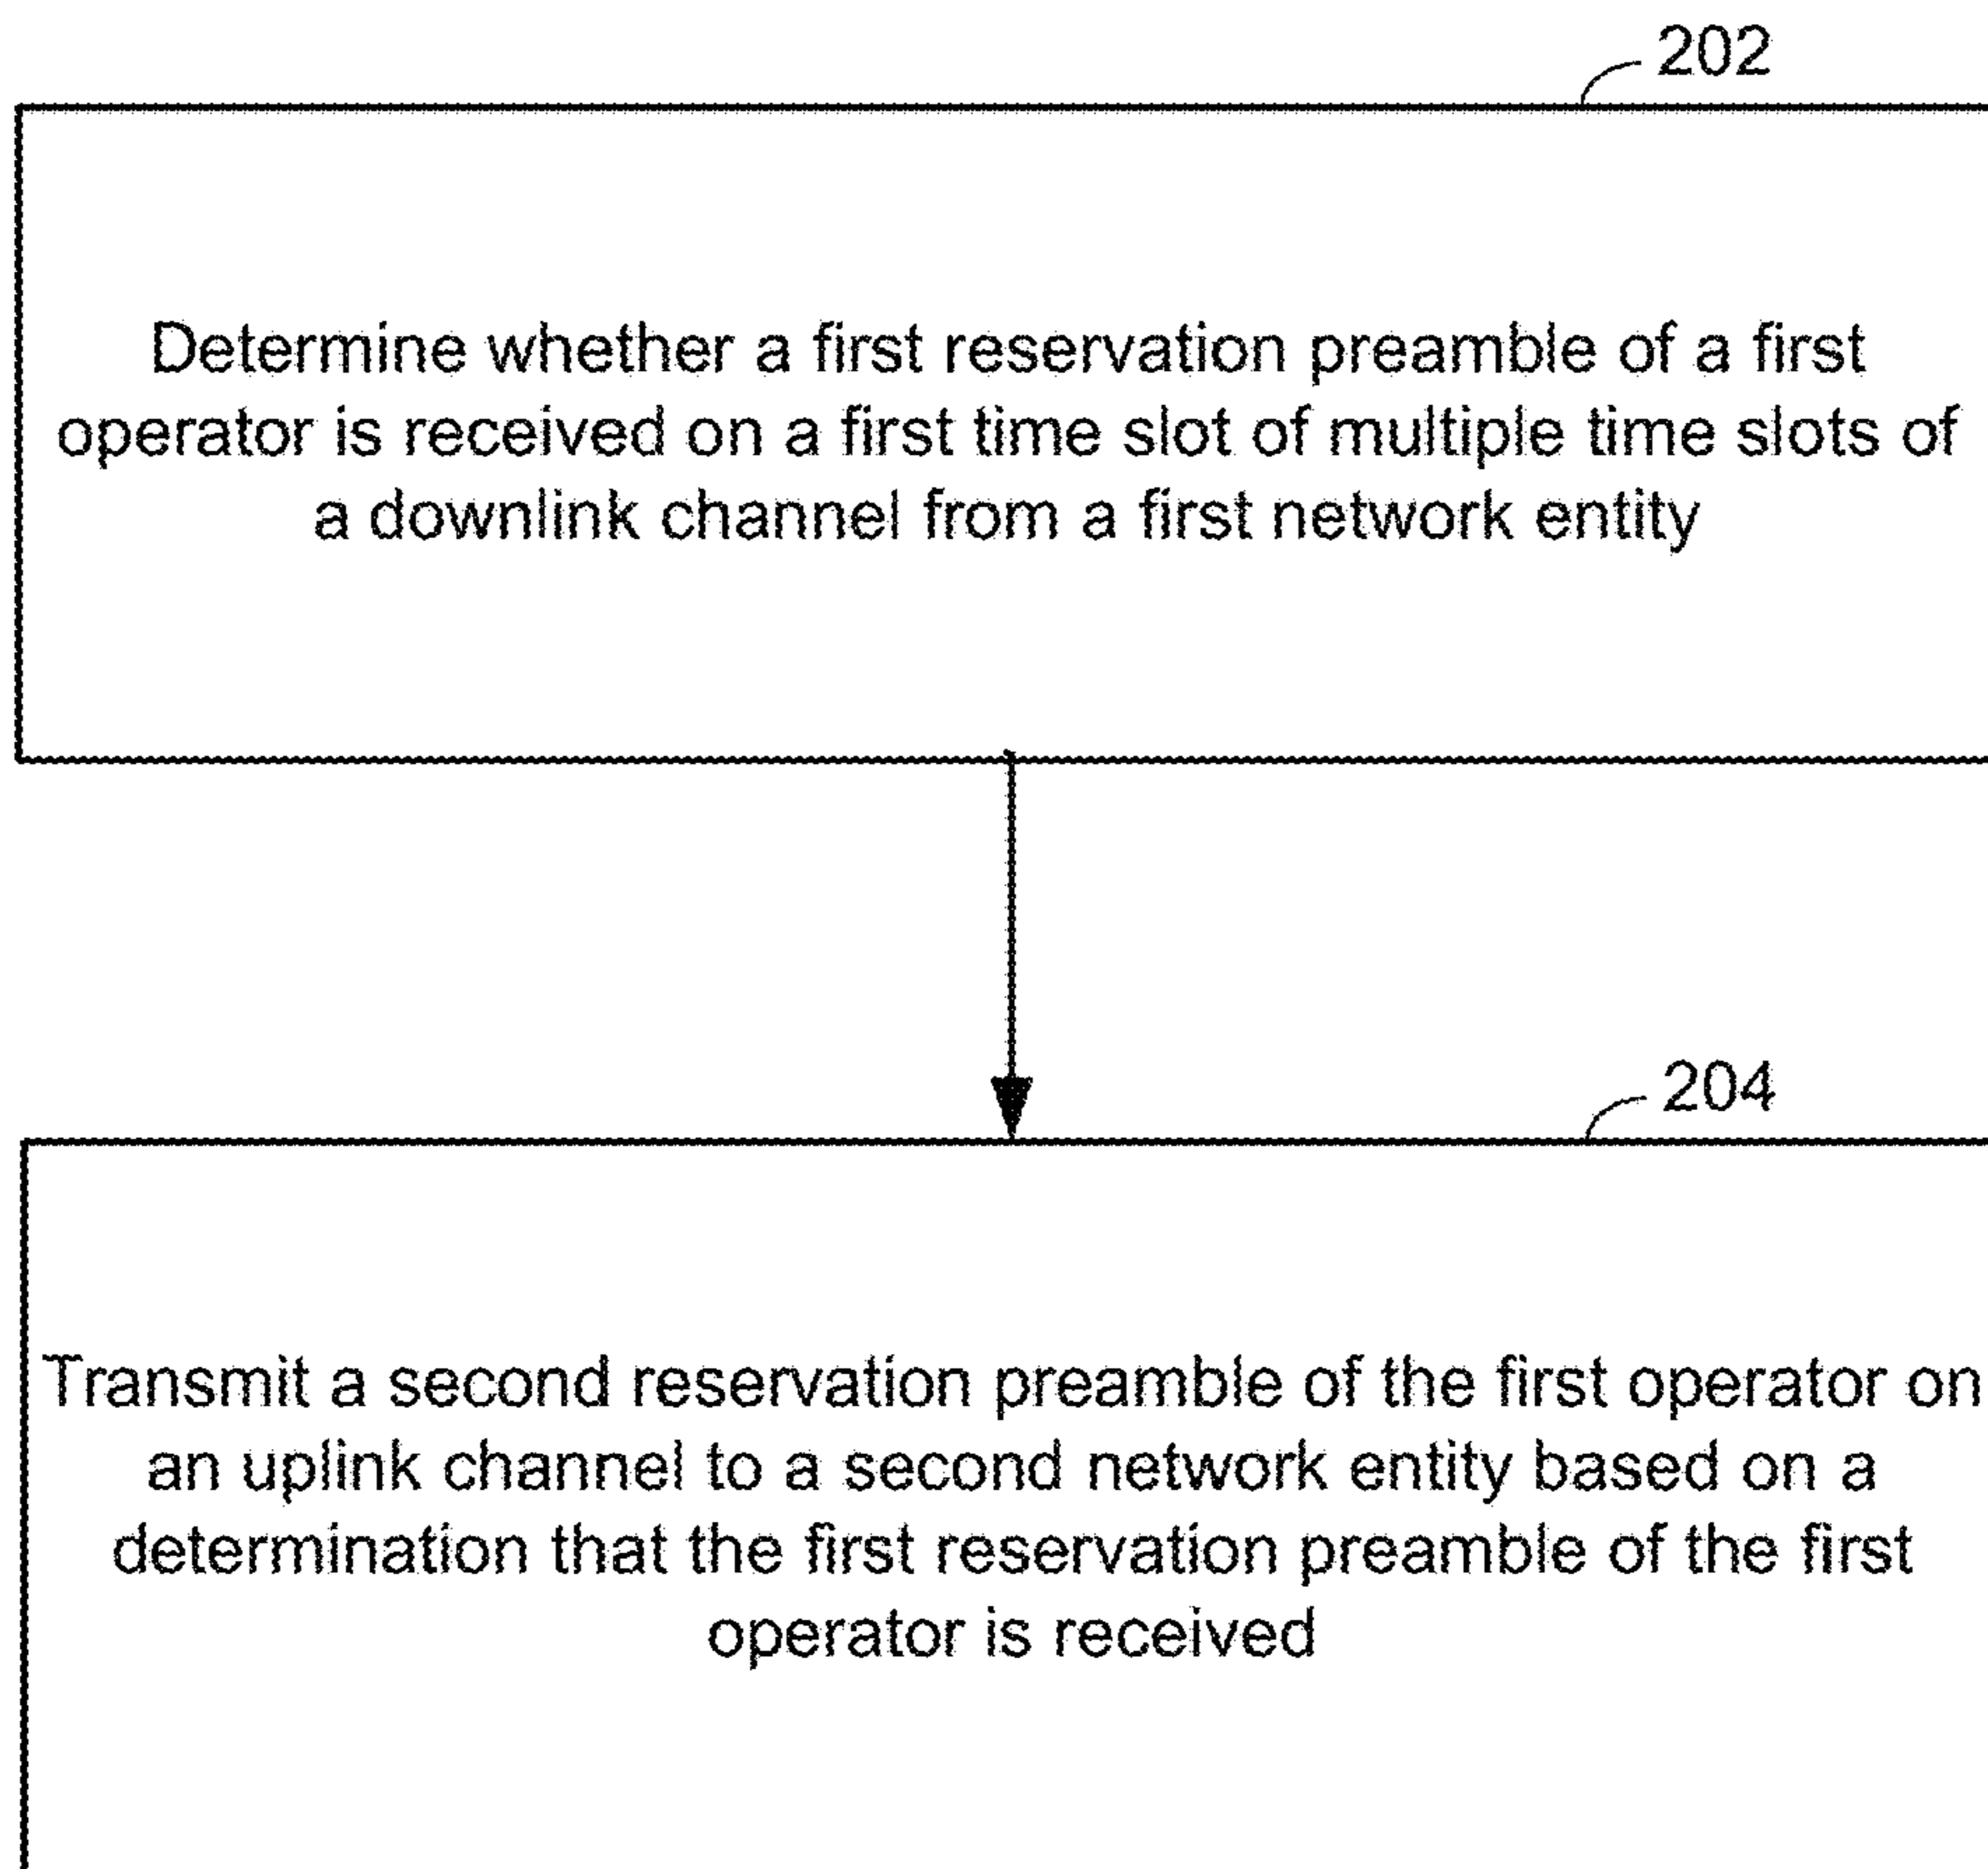 202
Determine whether a first reservation preamble of a first
operator is received on a first time slot of multiple time slots of
a downlink channel from a first network entity
204
Transmit a second reservation preamble of the first operator on
an uplink channel to a second network entity based on a
determination that the first reservation preamble of the first
operator is received